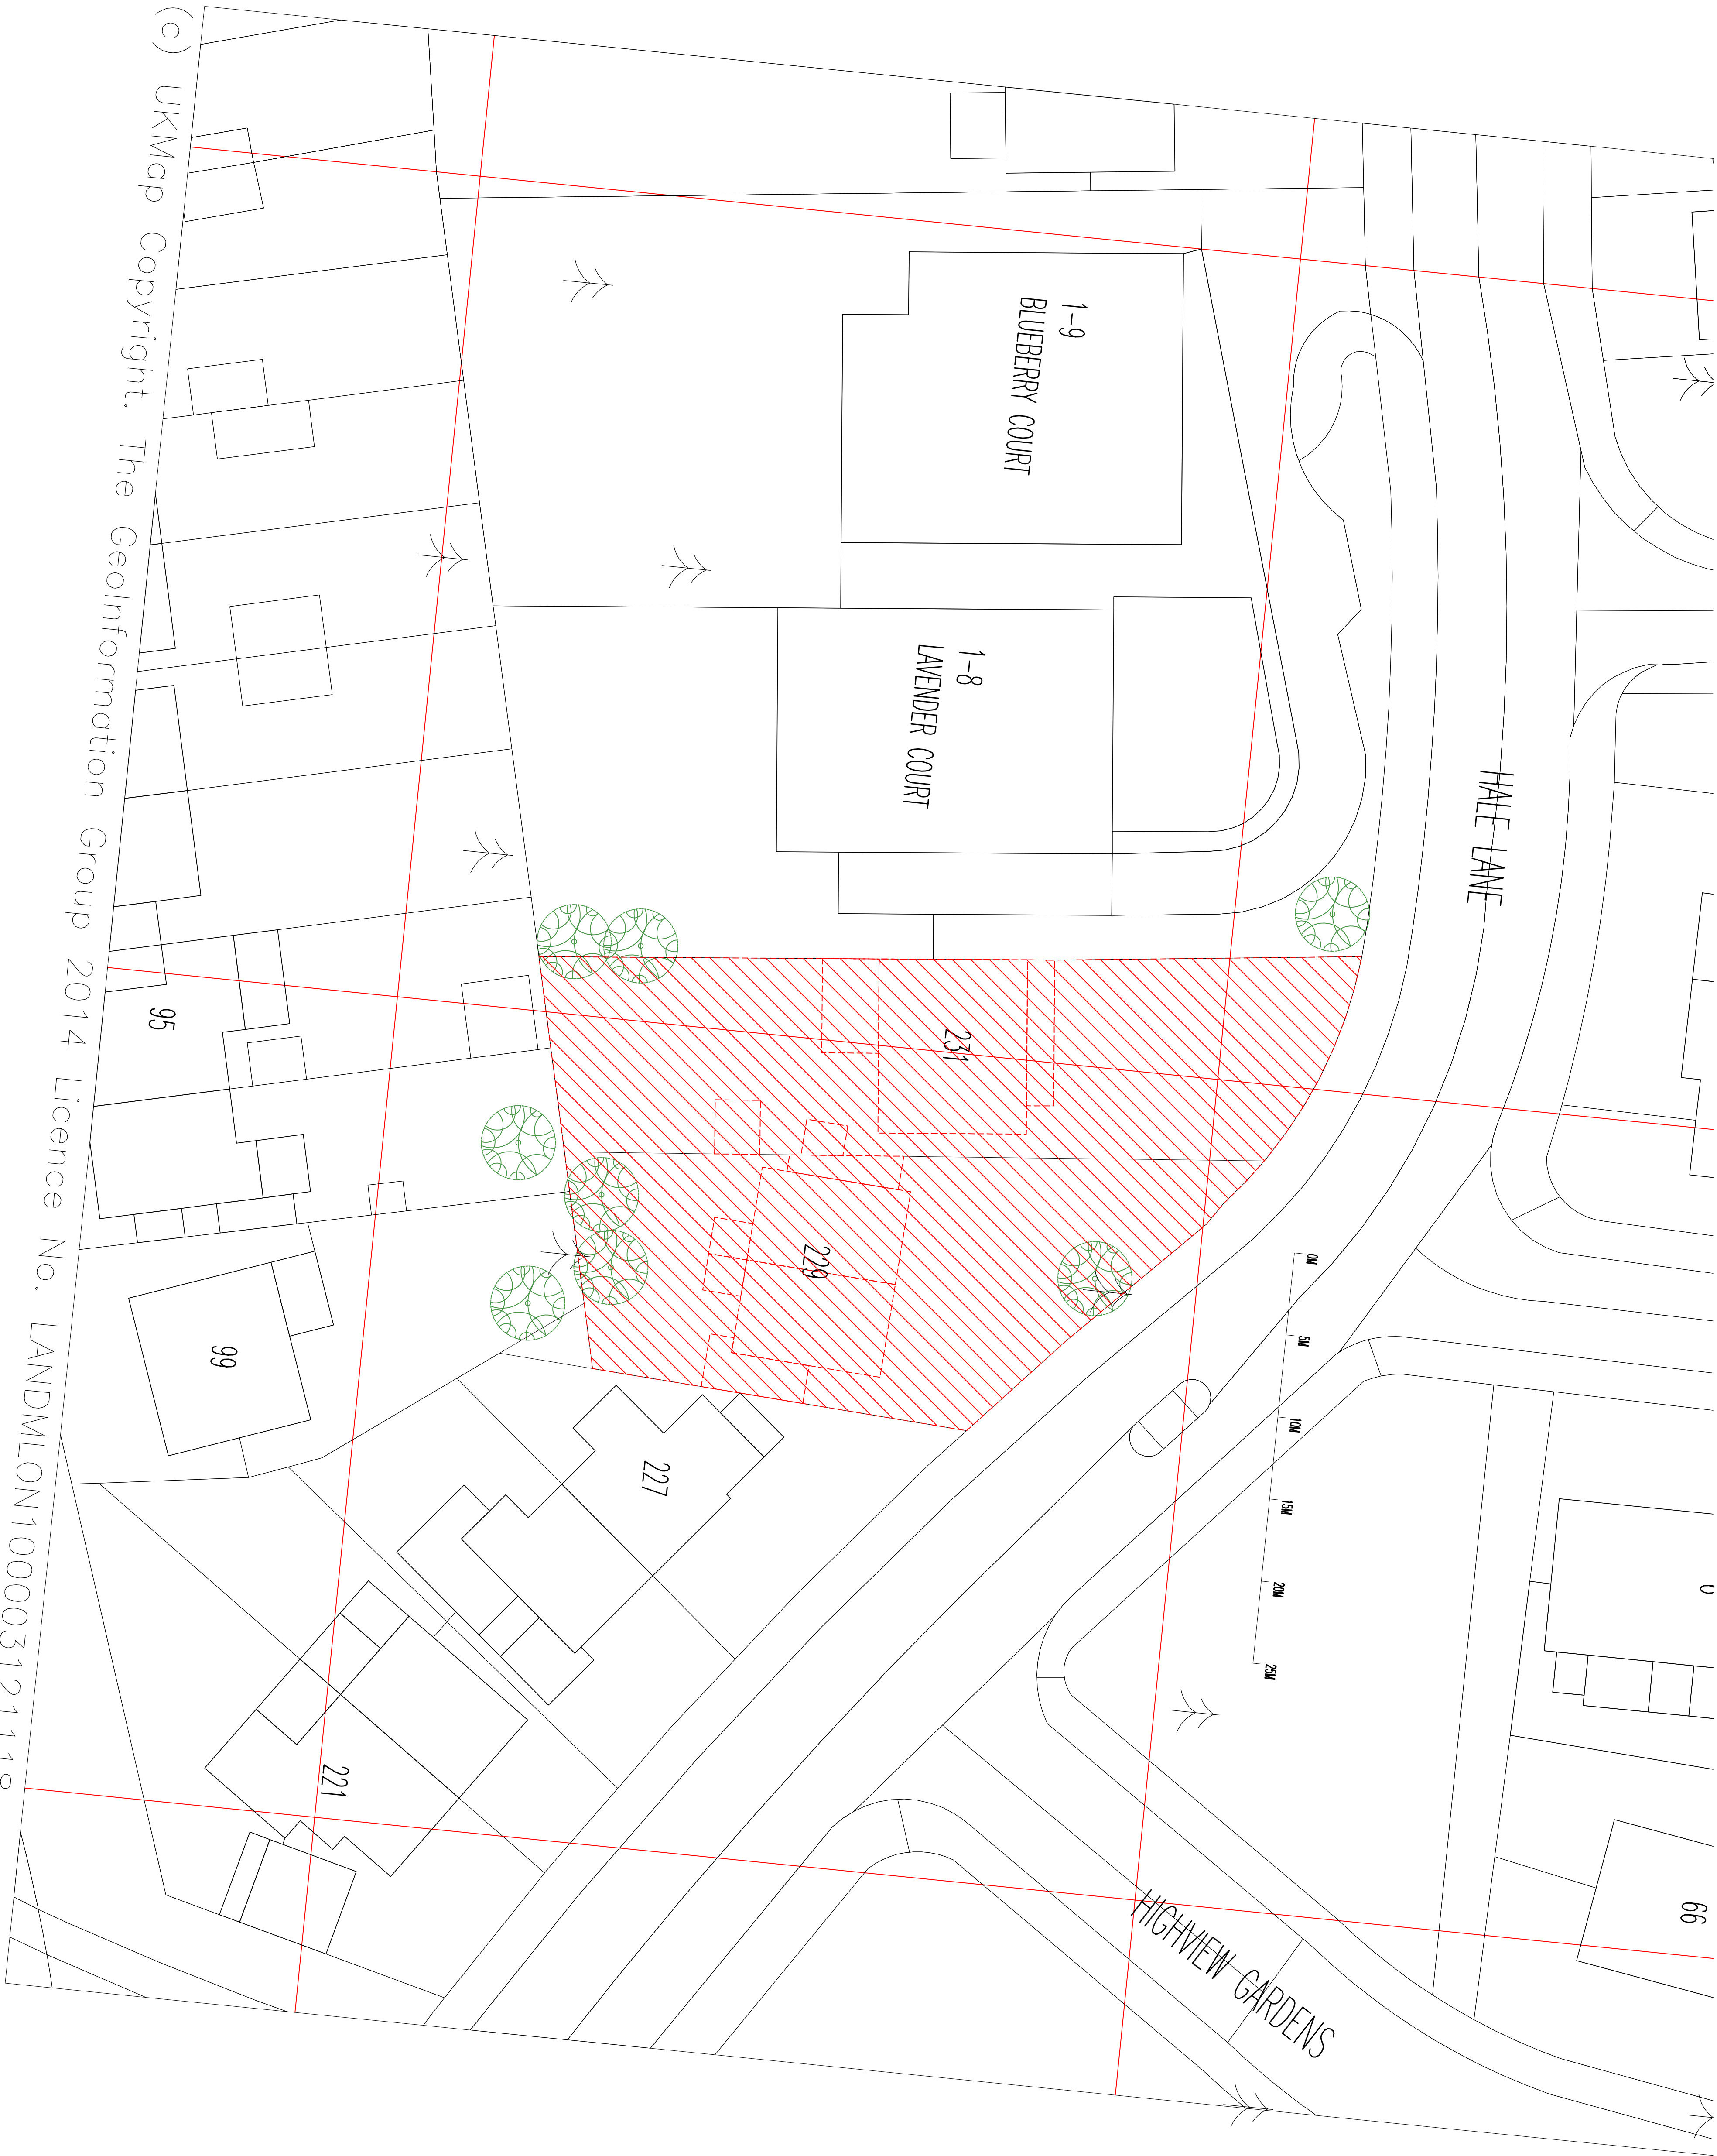 HALE LANE
1-9
BLUEBERRY COURT
1-8
LAVENDER COURT
231
229
227
221
95
99
66
0M
5M
10M
15M
20M
25M
HIGHVIEW GARDENS
(c) UKMap Copyright. The GeoInformation Group 2014 Licence No. LANDMLON100003121118